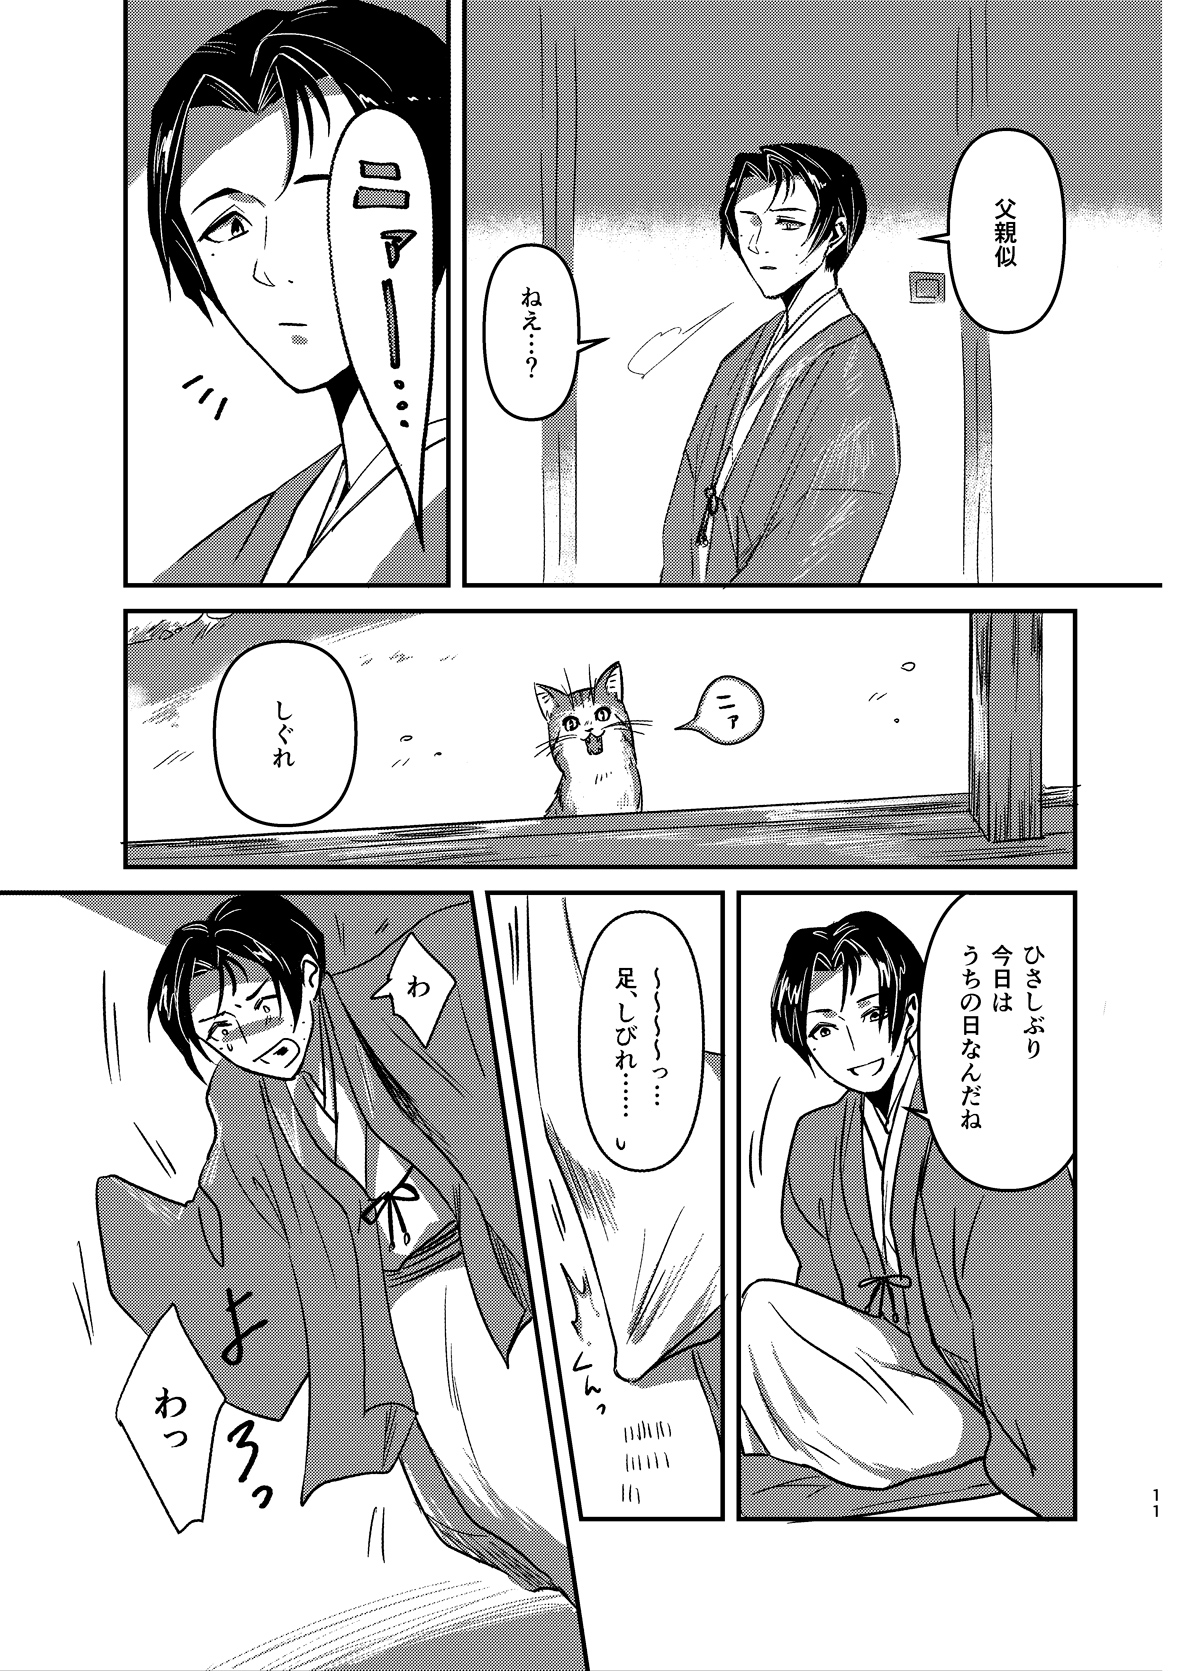 父親似
ねえ…？
ニァー…
ニァ
しぐれ
ひさしぶり
今日は
うちの日なんだね
～～～～っ…
足、しびれ……
くんっ
わ
よ
ろっ
わっ
11